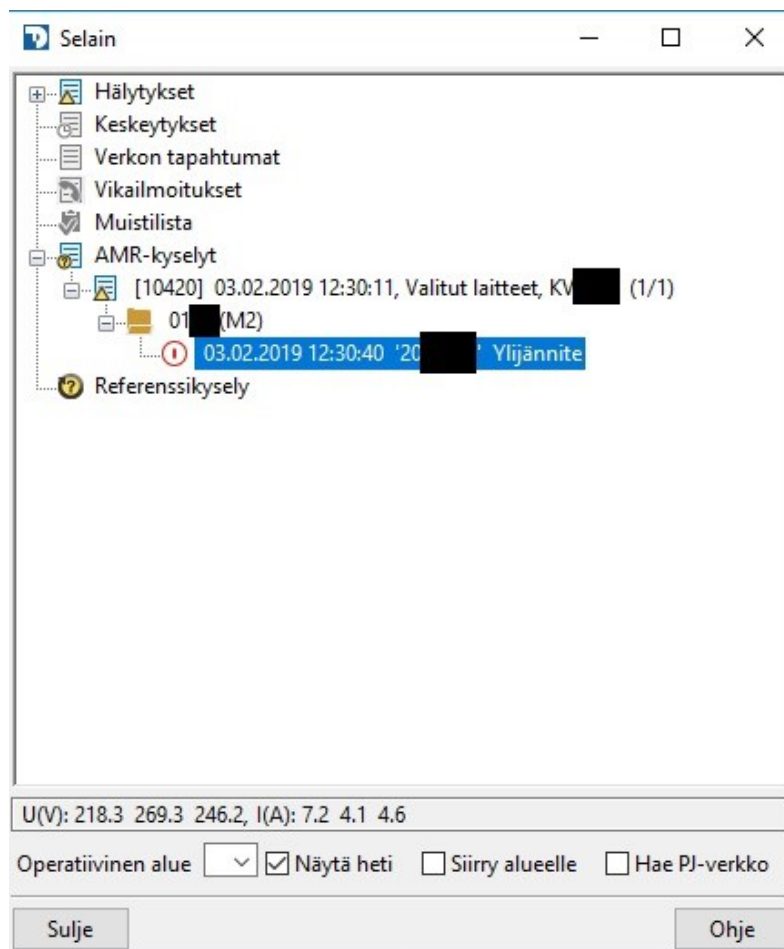 Selain
Hälytykset
Keskeytykset
Verkon tapahtumat
Vikailmoitukset
Muistilista
AMR-kyselyt
[10420] 03.02.2019 12:30:11, Valitut laitteet, KV (1/1)
01 (M2)
03.02.2019 12:30:40 '20 ' Ylijännite
Referenssikysely
U(V): 218.3 269.3 246.2, I(A): 7.2 4.1 4.6
Operatiivinen alue Näytä heti Siirry alueelle Hae PJ-verkko
Sulje Ohje